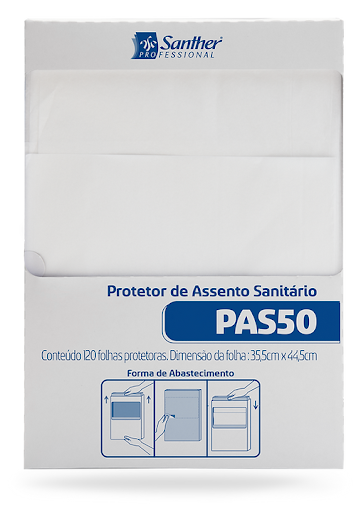 Santher®
PROFESSIONAL
Protetor de Assento Sanitário
PAS50
Conteúdo 120 folhas protetoras. Dimensão da folha: 35,5cm x 44,5cm
Forma de Abastecimento